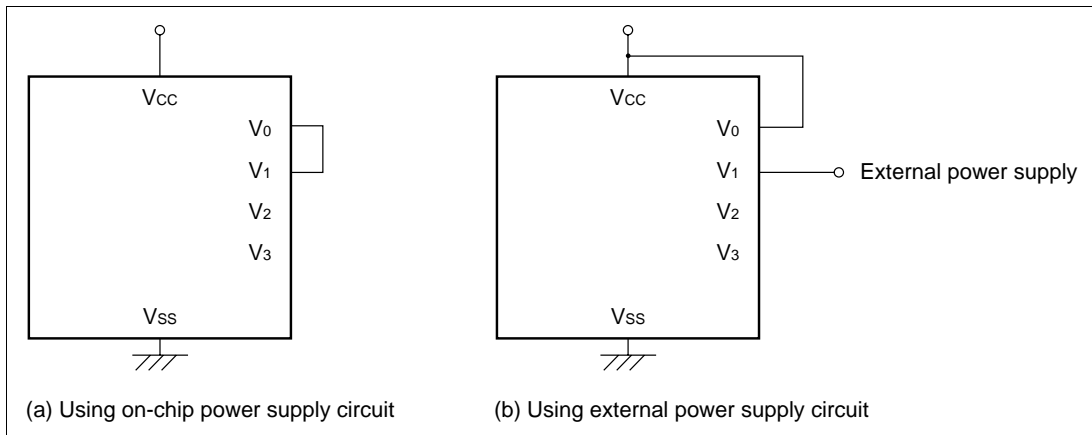 VCC
V0
V1
V2
V3
VSS
(a) Using on-chip power supply circuit
VCC
V0
V1
External power supply
V2
V3
VSS
(b) Using external power supply circuit